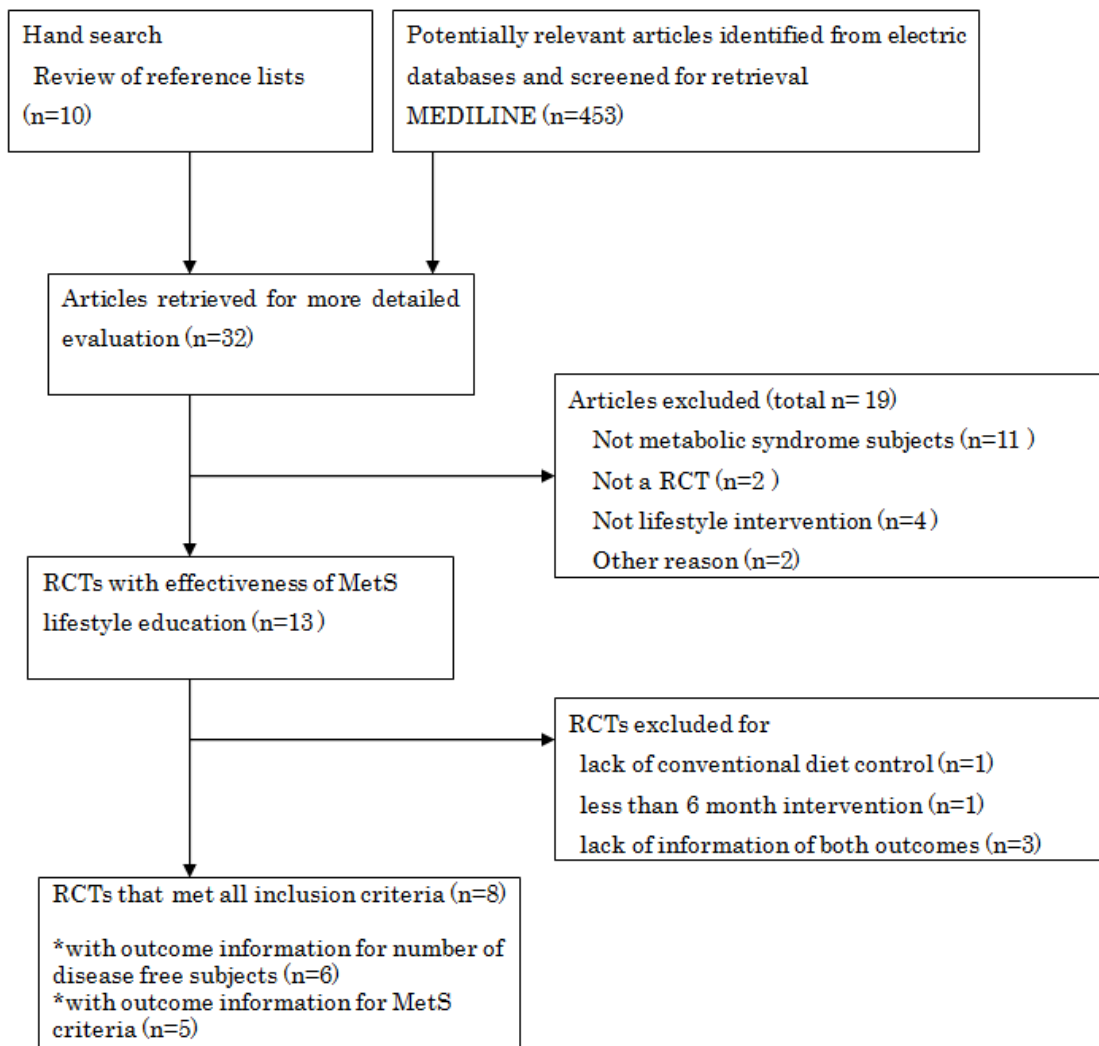 Hand search
Review of reference lists
(n=10)
Potentially relevant articles identified from electric
databases and screened for retrieval
MEDILINE (n=453)
Articles retrieved for more detailed
evaluation (n=32)
Articles excluded (total n= 19)
Not metabolic syndrome subjects (n=11 )
Not a RCT (n=2 )
Not lifestyle intervention (n=4 )
Other reason (n=2)
RCTs with effectiveness of MetS
lifestyle education (n=13 )
RCTs excluded for
lack of conventional diet control (n=1)
less than 6 month intervention (n=1)
lack of information of both outcomes (n=3)
RCTs that met all inclusion criteria (n=8)
*with outcome information for number of
disease free subjects (n=6)
*with outcome information for MetS
criteria (n=5)